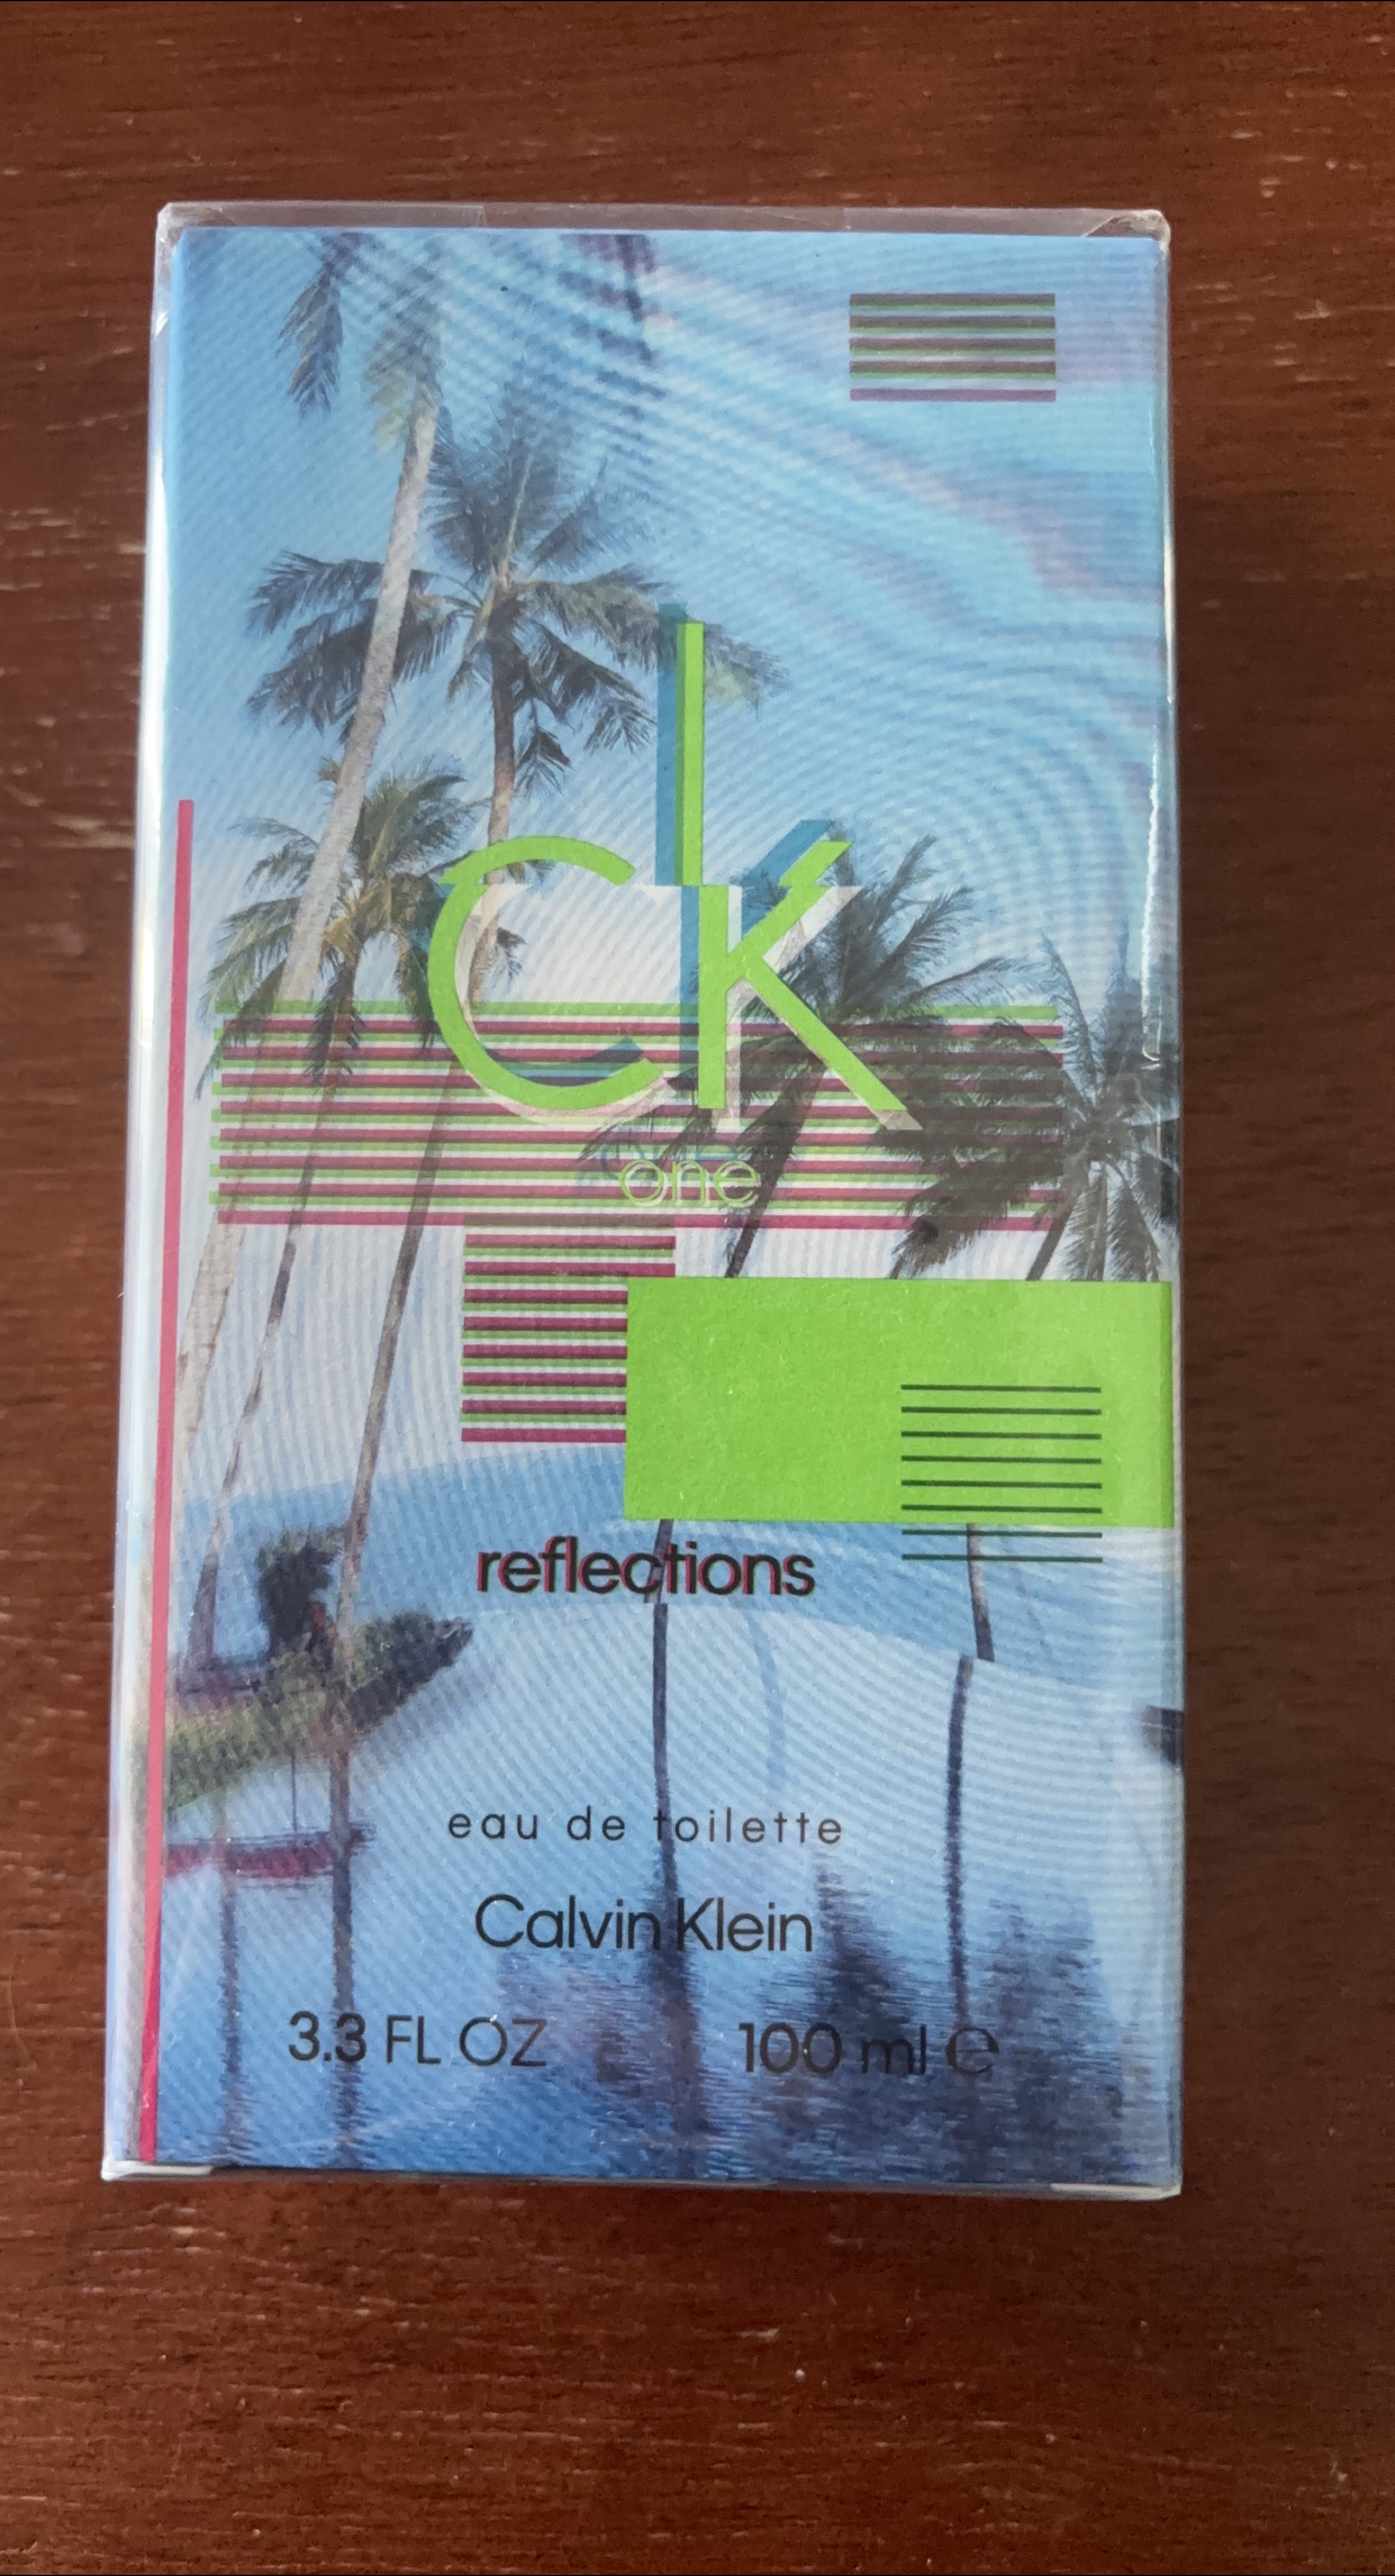 ck
one
reflections
eau de toilette
Calvin Klein
3.3 FL OZ 100 ml ℮